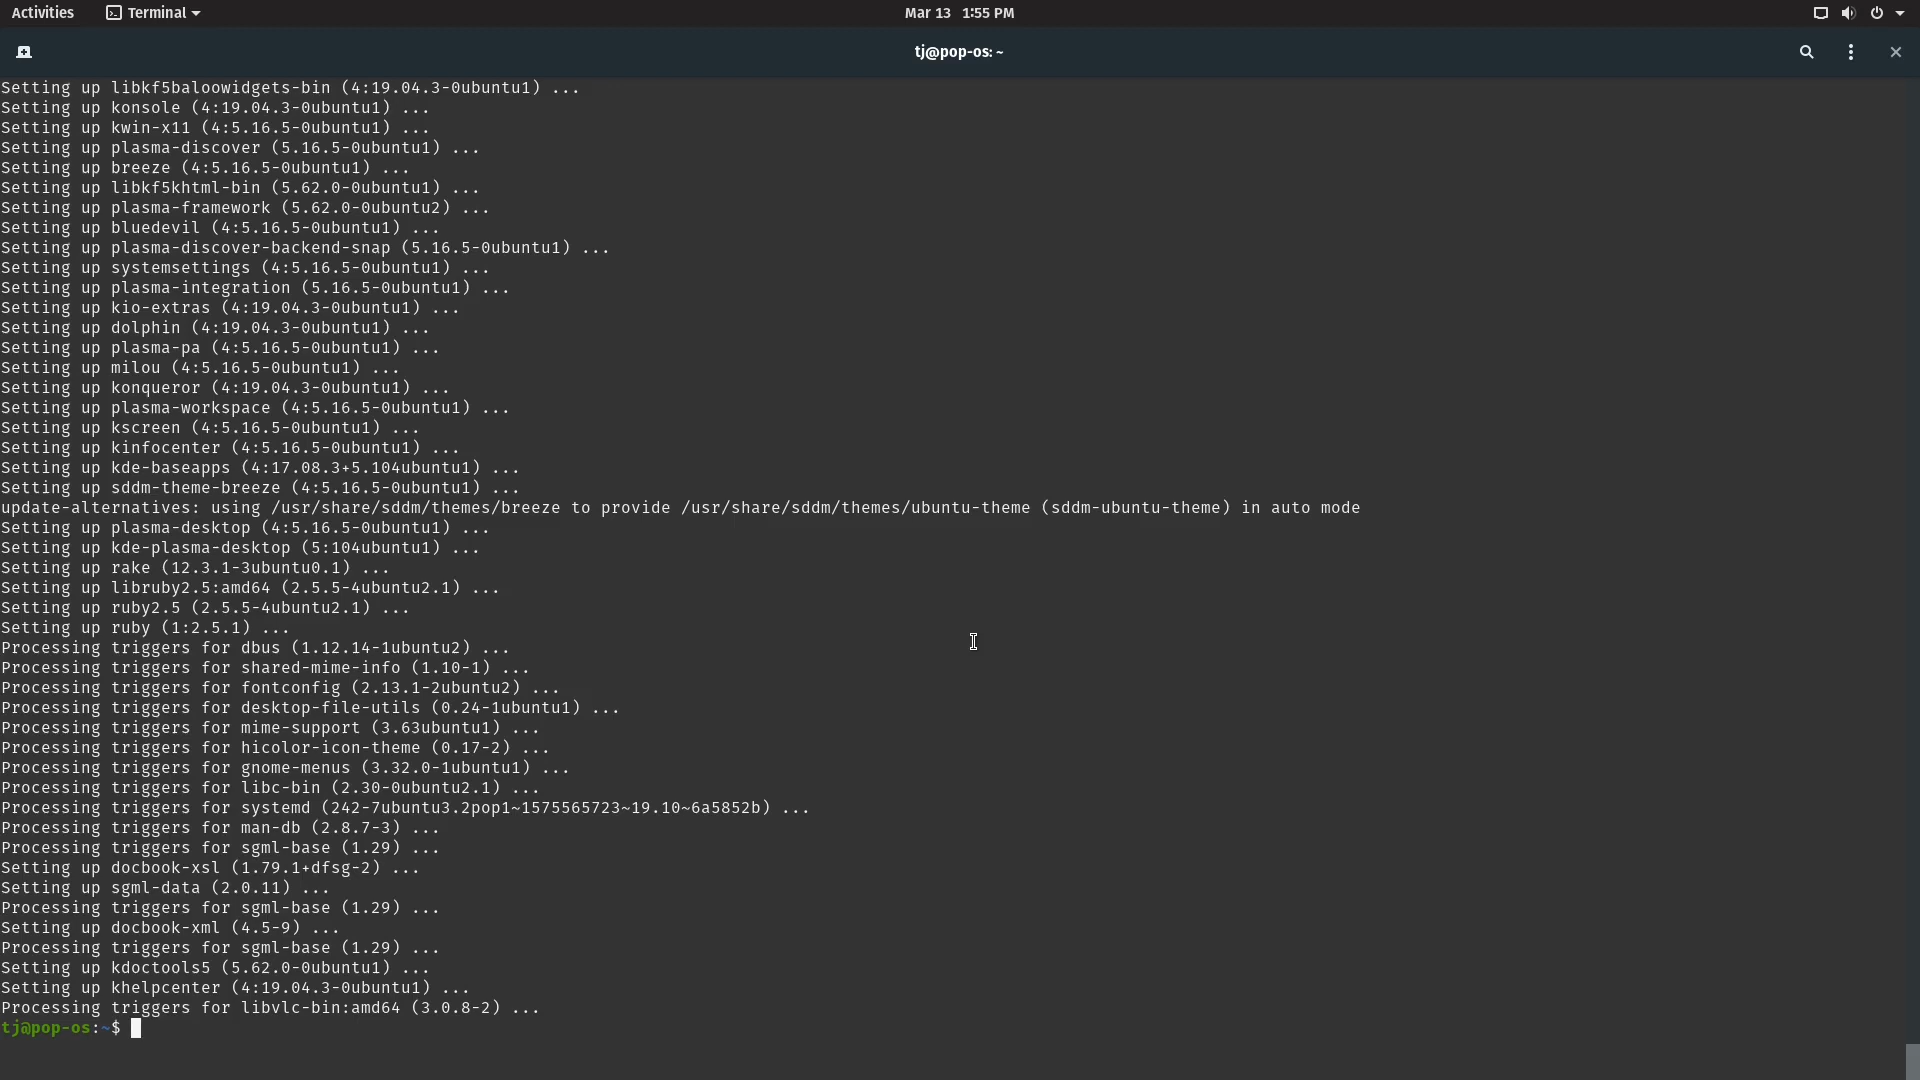 Activities Terminal Mar 13 1:55 PM
tj@pop-os: ~
Setting up libkf5baloowidgets-bin (4:19.04.3-0ubuntu1) ...
Setting up konsole (4:19.04.3-0ubuntu1) ...
Setting up kwin-x11 (4:5.16.5-0ubuntu1) ...
Setting up plasma-discover (5.16.5-0ubuntu1) ...
Setting up breeze (4:5.16.5-0ubuntu1) ...
Setting up libkf5khtml-bin (5.62.0-0ubuntu1) ...
Setting up plasma-framework (5.62.0-0ubuntu2) ...
Setting up bluedevil (4:5.16.5-0ubuntu1) ...
Setting up plasma-discover-backend-snap (5.16.5-0ubuntu1) ...
Setting up systemsettings (4:5.16.5-0ubuntu1) ...
Setting up plasma-integration (5.16.5-0ubuntu1) ...
Setting up kio-extras (4:19.04.3-0ubuntu1) ...
Setting up dolphin (4:19.04.3-0ubuntu1) ...
Setting up plasma-pa (4:5.16.5-0ubuntu1) ...
Setting up milou (4:5.16.5-0ubuntu1) ...
Setting up konqueror (4:19.04.3-0ubuntu1) ...
Setting up plasma-workspace (4:5.16.5-0ubuntu1) ...
Setting up kscreen (4:5.16.5-0ubuntu1) ...
Setting up kinfocenter (4:5.16.5-0ubuntu1) ...
Setting up kde-baseapps (4:17.08.3+5.104ubuntu1) ...
Setting up sddm-theme-breeze (4:5.16.5-0ubuntu1) ...
update-alternatives: using /usr/share/sddm/themes/breeze to provide /usr/share/sddm/themes/ubuntu-theme (sddm-ubuntu-theme) in auto mode
Setting up plasma-desktop (4:5.16.5-0ubuntu1) ...
Setting up kde-plasma-desktop (5:104ubuntu1) ...
Setting up rake (12.3.1-3ubuntu0.1) ...
Setting up libruby2.5:amd64 (2.5.5-4ubuntu2.1) ...
Setting up ruby2.5 (2.5.5-4ubuntu2.1) ...
Setting up ruby (1:2.5.1) ...
Processing triggers for dbus (1.12.14-1ubuntu2) ...
Processing triggers for shared-mime-info (1.10-1) ...
Processing triggers for fontconfig (2.13.1-2ubuntu2) ...
Processing triggers for desktop-file-utils (0.24-1ubuntu1) ...
Processing triggers for mime-support (3.63ubuntu1) ...
Processing triggers for hicolor-icon-theme (0.17-2) ...
Processing triggers for gnome-menus (3.32.0-1ubuntu1) ...
Processing triggers for libc-bin (2.30-0ubuntu2.1) ...
Processing triggers for systemd (242-7ubuntu3.2pop1~1575565723~19.10~6a5852b) ...
Processing triggers for man-db (2.8.7-3) ...
Processing triggers for sgml-base (1.29) ...
Setting up docbook-xsl (1.79.1+dfsg-2) ...
Setting up sgml-data (2.0.11) ...
Processing triggers for sgml-base (1.29) ...
Setting up docbook-xml (4.5-9) ...
Processing triggers for sgml-base (1.29) ...
Setting up kdoctools5 (5.62.0-0ubuntu1) ...
Setting up khelpcenter (4:19.04.3-0ubuntu1) ...
Processing triggers for libvlc-bin:amd64 (3.0.8-2) ...
tj@pop-os:~$